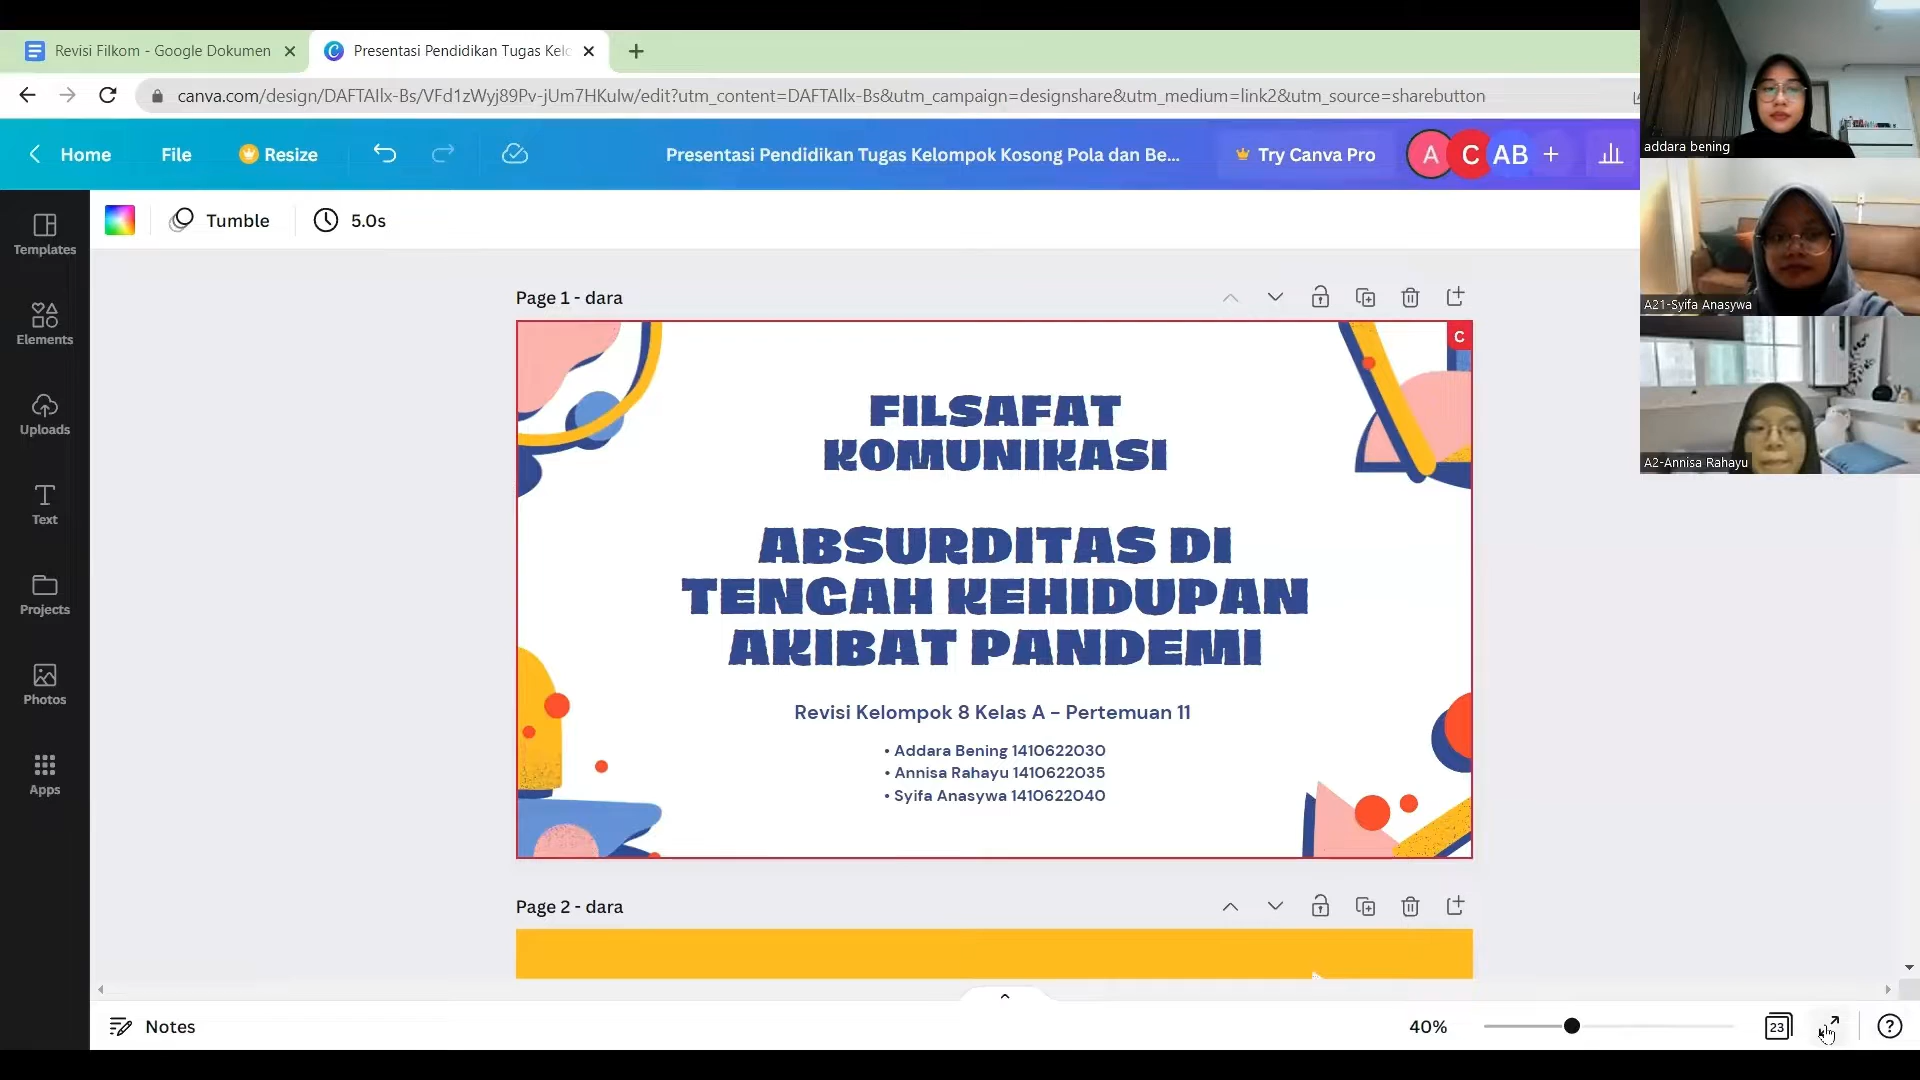 Revisi Filkom - Google Dokumen
Presentasi Pendidikan Tugas Kelo
canva.com/design/DAFTAIlx-Bs/VFd1zWyj89Pv-jUm7HKuIw/edit?utm_content=DAFTAIlx-Bs&utm_campaign=designshare&utm_medium=link2&utm_source=sharebutton
Home
File
Resize
Presentasi Pendidikan Tugas Kelompok Kosong Pola dan Be...
Try Canva Pro
A
C
AB
+
Tumble
5.0s
Templates
Elements
Uploads
Text
Projects
Photos
Apps
Page 1 - dara
C
FILSAFAT
KOMUNIKASI
ABSURDITAS DI
TENGAH KEHIDUPAN
AKIBAT PANDEMI
Revisi Kelompok 8 Kelas A - Pertemuan 11
• Addara Bening 1410622030
• Annisa Rahayu 1410622035
• Syifa Anasywa 1410622040
Page 2 - dara
Notes
40%
23
?
addara bening
A21-Syifa Anasywa
A2-Annisa Rahayu